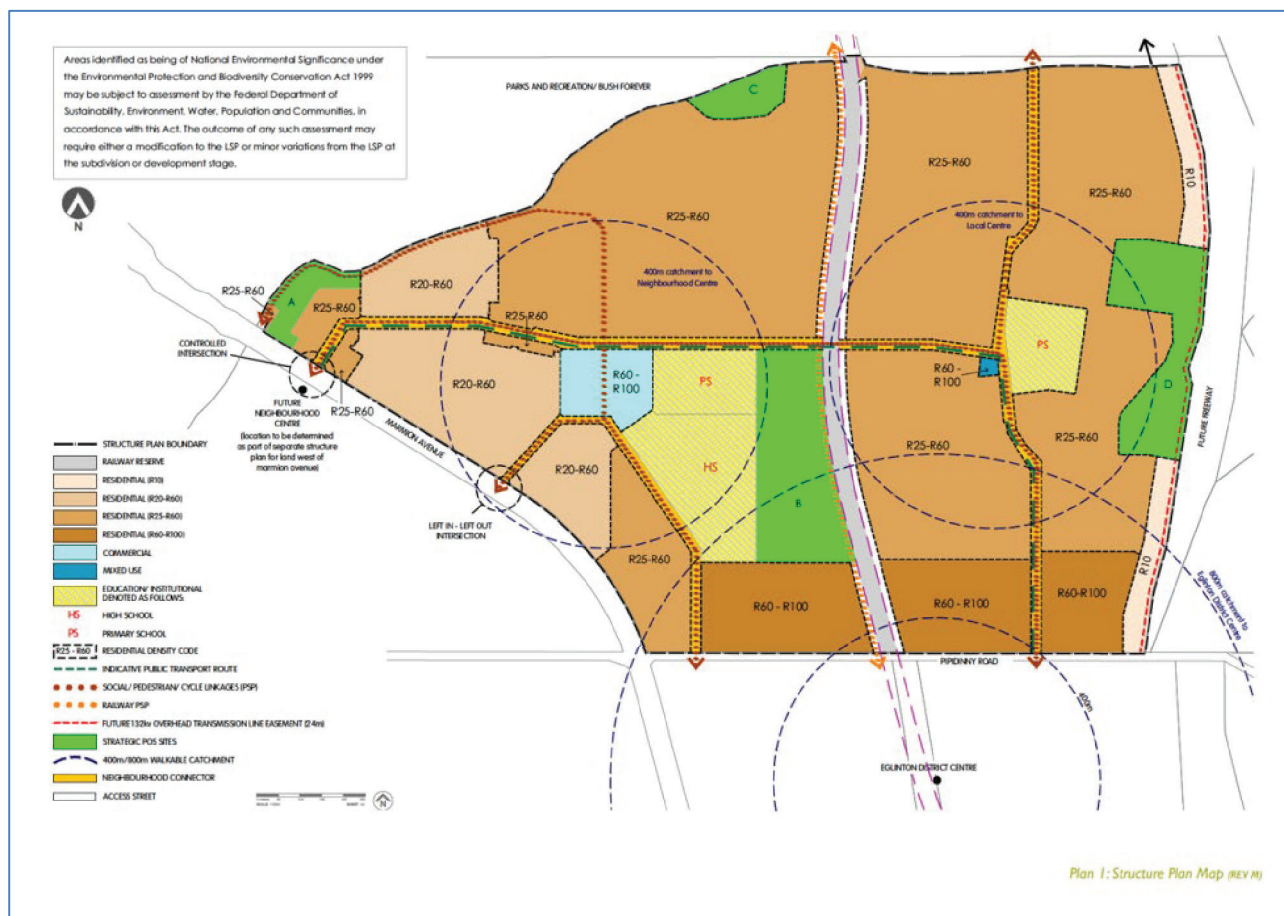 Areas identified as being of National Environmental Significance under
the Environmental Protection and Biodiversity Conservation Act 1999
may be subject to assessment by the Federal Department of
Sustainability, Environment, Water, Population and Communities, in
accordance with this Act. The outcome of any such assessment may
require either a modification to the LSP or minor variations from the LSP at
the subdivision or development stage.
N
PARKS AND RECREATION/ BUSH FOREVER
C
R25-R60
R25-R60
R25-R60
R10
400m catchment to
Neighbourhood Centre
400m catchment to
Local Centre
R25-R60
A
R25-R60
R20-R60
R25-R60
CONTROLLED
INTERSECTION
R25-R60
FUTURE
NEIGHBOURHOOD
CENTRE
(location to be determined
as part of separate structure
plan for land west of
marmion avenue)
R20-R60
R60 -
R100
PS
HS
B
R60 -
R100
PS
D
FUTURE FREEWAY
MARMION AVENUE
R20-R60
LEFT IN - LEFT OUT
INTERSECTION
R25-R60
R25-R60
R25-R60
R10
R60 - R100
R60 - R100
R60-R100
800m catchment to
Eglinton District Centre
PIPIDINNY ROAD
400m
EGLINTON DISTRICT CENTRE
STRUCTURE PLAN BOUNDARY
RAILWAY RESERVE
RESIDENTIAL (R10)
RESIDENTIAL (R20-R60)
RESIDENTIAL (R25-R60)
RESIDENTIAL (R60-R100)
COMMERCIAL
MIXED USE
EDUCATION/ INSTITUTIONAL
DENOTED AS FOLLOWS:
HS HIGH SCHOOL
PS PRIMARY SCHOOL
R25 - R60 RESIDENTIAL DENSITY CODE
INDICATIVE PUBLIC TRANSPORT ROUTE
SOCIAL/ PEDESTRIAN/ CYCLE LINKAGES (PSP)
RAILWAY PSP
FUTURE 132kv OVERHEAD TRANSMISSION LINE EASEMENT (24m)
STRATEGIC POS SITES
400m/800m WALKABLE CATCHMENT
NEIGHBOURHOOD CONNECTOR
ACCESS STREET
N
Plan 1: Structure Plan Map (REV M)